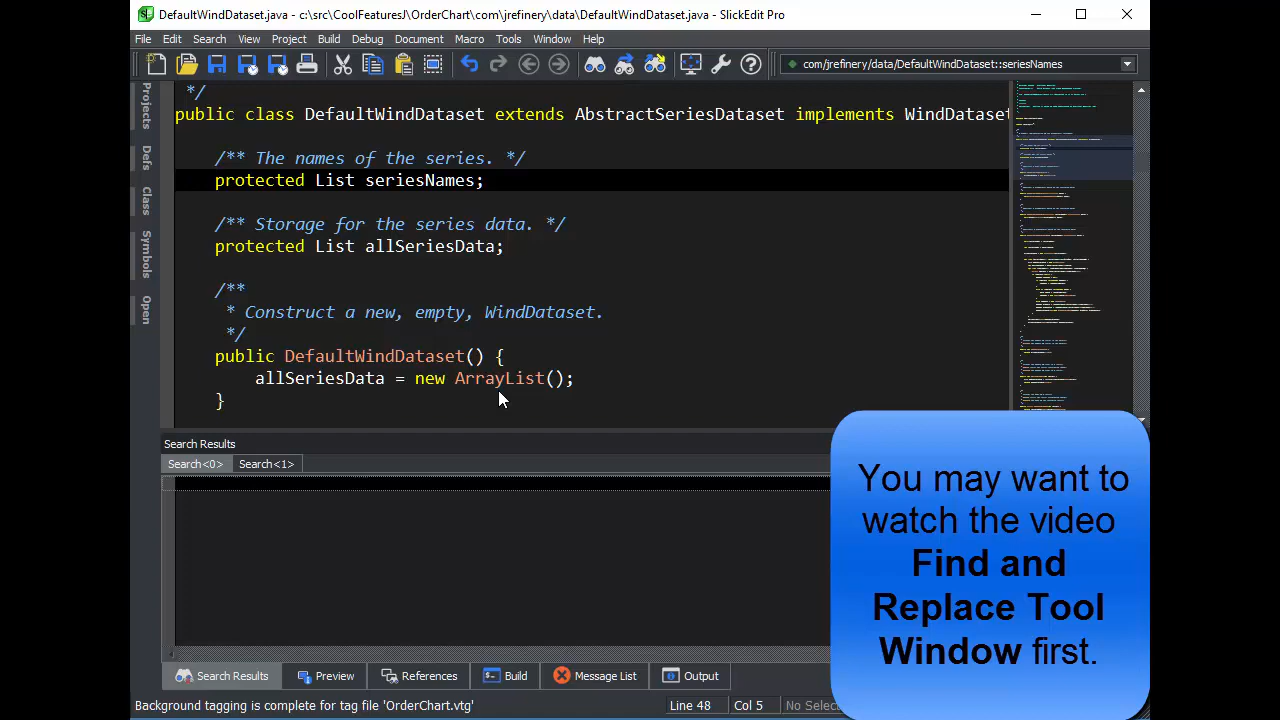 DefaultWindDataset.java = c:\src\CoolFeaturesJ\OrderChart\com\jrefinery\data\DefaultWindDataset.java - SlickEdit Pro
File Edit Search View Project Build Debug Document Macro Tools Window Help
com/jrefinery/data/DefaultWindDataset::seriesNames
Projects
Defs
Class
Symbols
Open
*/
public class DefaultWindDataset extends AbstractSeriesDataset implements WindDataset
/** The names of the series. */
protected List seriesNames;
/** Storage for the series data. */
protected List allSeriesData;
/**
* Construct a new, empty, WindDataset.
*/
public DefaultWindDataset() {
allSeriesData = new ArrayList();
}
Search Results
Search<0> Search<1>
You may want to
watch the video
Find and
Replace Tool
Window first.
Search Results Preview References Build Message List Output
Background tagging is complete for tag file 'OrderChart.vtg' Line 48 Col 5 No Selec